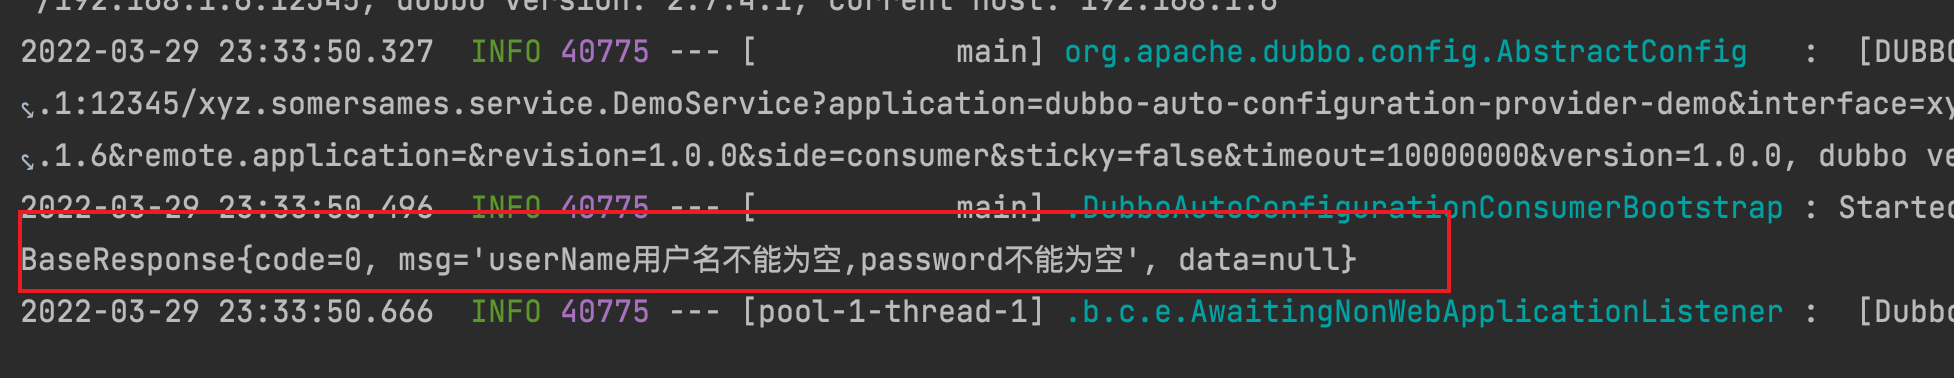 /192.168.1.6:12345, dubbo version: 2.7.4.1, current host: 192.168.1.6
2022-03-29 23:33:50.327  INFO 40775 --- [           main] org.apache.dubbo.config.AbstractConfig   :  [DUBBO
.1:12345/xyz.somersames.service.DemoService?application=dubbo-auto-configuration-provider-demo&interface=xy
.1.6&remote.application=&revision=1.0.0&side=consumer&sticky=false&timeout=10000000&version=1.0.0, dubbo ve
2022-03-29 23:33:50.496  INFO 40775 --- [           main] .DubboAutoConfigurationConsumerBootstrap : Started
BaseResponse{code=0, msg='userName用户名不能为空,password不能为空', data=null}
2022-03-29 23:33:50.666  INFO 40775 --- [pool-1-thread-1] .b.c.e.AwaitingNonWebApplicationListener :  [Dubbo